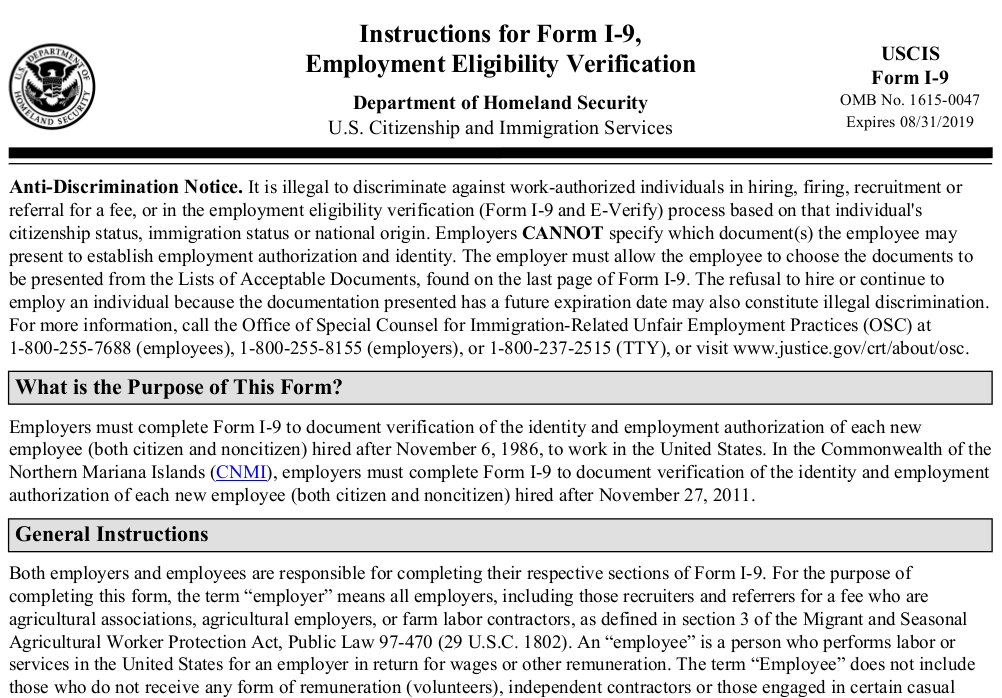 Instructions for Form I-9,
Employment Eligibility Verification
Department of Homeland Security
U.S. Citizenship and Immigration Services
USCIS
Form I-9
OMB No. 1615-0047
Expires 08/31/2019
U.S. DEPARTMENT OF
HOMELAND SECURITY
Anti-Discrimination Notice. It is illegal to discriminate against work-authorized individuals in hiring, firing, recruitment or
referral for a fee, or in the employment eligibility verification (Form I-9 and E-Verify) process based on that individual's
citizenship status, immigration status or national origin. Employers CANNOT specify which document(s) the employee may
present to establish employment authorization and identity. The employer must allow the employee to choose the documents to
be presented from the Lists of Acceptable Documents, found on the last page of Form I-9. The refusal to hire or continue to
employ an individual because the documentation presented has a future expiration date may also constitute illegal discrimination.
For more information, call the Office of Special Counsel for Immigration-Related Unfair Employment Practices (OSC) at
1-800-255-7688 (employees), 1-800-255-8155 (employers), or 1-800-237-2515 (TTY), or visit www.justice.gov/crt/about/osc.
What is the Purpose of This Form?
Employers must complete Form I-9 to document verification of the identity and employment authorization of each new
employee (both citizen and noncitizen) hired after November 6, 1986, to work in the United States. In the Commonwealth of the
Northern Mariana Islands (CNMI), employers must complete Form I-9 to document verification of the identity and employment
authorization of each new employee (both citizen and noncitizen) hired after November 27, 2011.
General Instructions
Both employers and employees are responsible for completing their respective sections of Form I-9. For the purpose of
completing this form, the term “employer” means all employers, including those recruiters and referrers for a fee who are
agricultural associations, agricultural employers, or farm labor contractors, as defined in section 3 of the Migrant and Seasonal
Agricultural Worker Protection Act, Public Law 97-470 (29 U.S.C. 1802). An “employee” is a person who performs labor or
services in the United States for an employer in return for wages or other remuneration. The term “Employee” does not include
those who do not receive any form of remuneration (volunteers), independent contractors or those engaged in certain casual